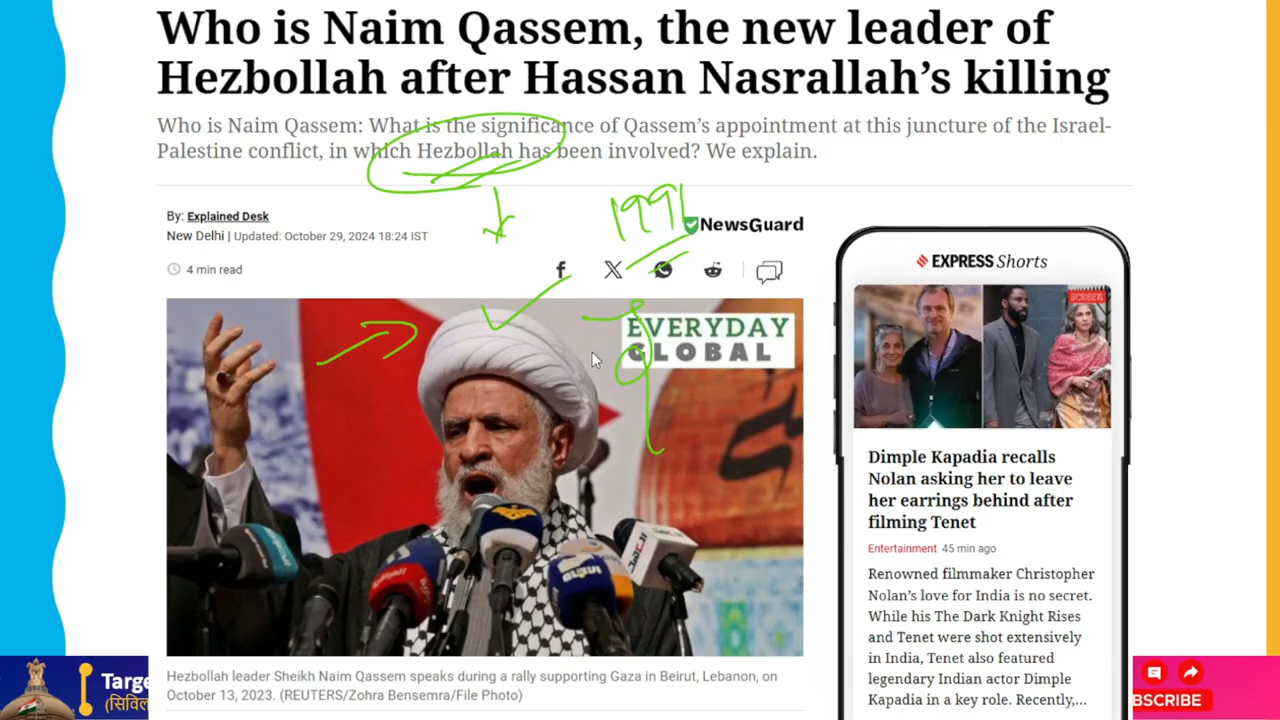 Who is Naim Qassem, the new leader of
Hezbollah after Hassan Nasrallah's killing
Who is Naim Qassem: What is the significance of Qassem's appointment at this juncture of the Israel-
Palestine conflict, in which Hezbollah has been involved? We explain.
By: Explained Desk
New Delhi | Updated: October 29, 2024 18:24 IST
4 min read
1991
NewsGuard
EVERYDAY
GLOBAL
Hezbollah leader Sheikh Naim Qassem speaks during a rally supporting Gaza in Beirut, Lebanon, on
October 13, 2023. (REUTERS/Zohra Bensemra/File Photo)
EXPRESS Shorts
SCREEN
Dimple Kapadia recalls
Nolan asking her to leave
her earrings behind after
filming Tenet
Entertainment 45 min ago
Renowned filmmaker Christopher
Nolan's love for India is no secret.
While his The Dark Knight Rises
and Tenet were shot extensively
in India, Tenet also featured
legendary Indian actor Dimple
Kapadia in a key role. Recently,...
Targe
(सिविल
BSCRIBE